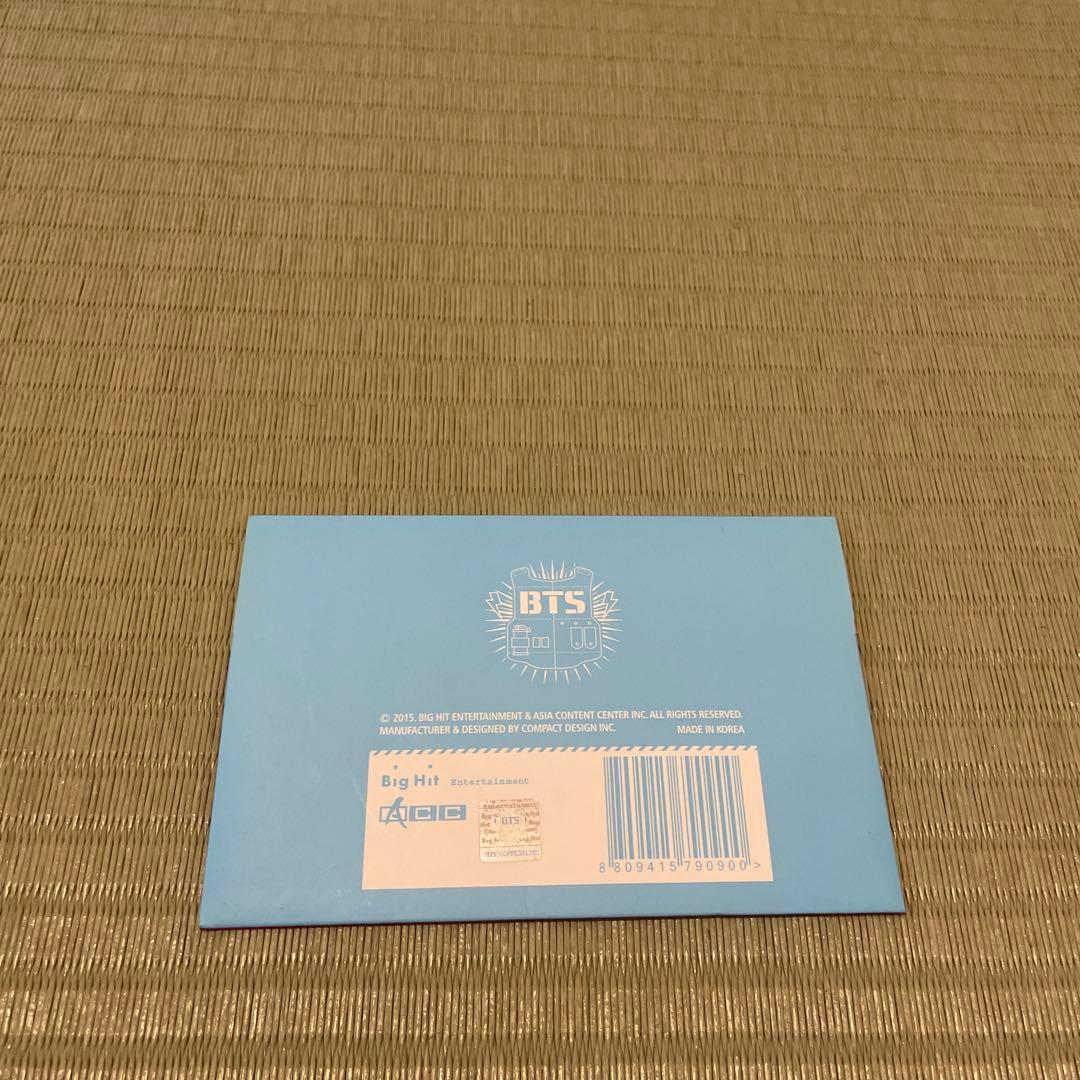 BTS
© 2015. BIG HIT ENTERTAINMENT & ASIA CONTENT CENTER INC. ALL RIGHTS RESERVED.
MANUFACTURER & DESIGNED BY COMPACT DESIGN INC. MADE IN KOREA
Big Hit Entertainment
ACC
BTS
8 809415 790900 >